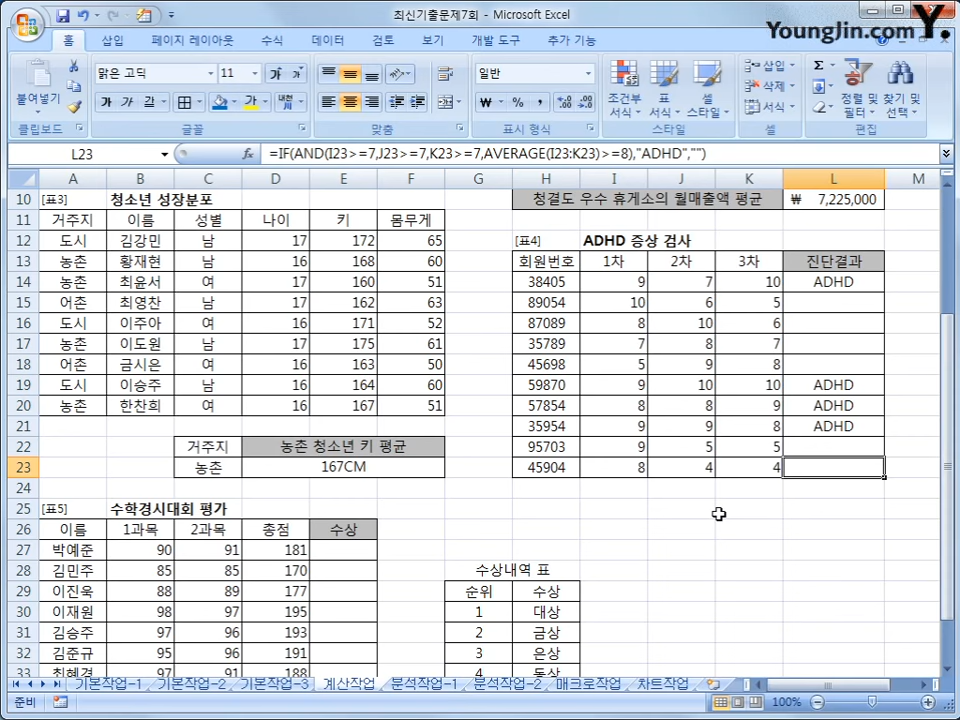 최신기출문제7회 - Microsoft Excel
YoungJin.com Y.
홈 삽입 페이지 레이아웃 수식 데이터 검토 보기 개발 도구 추가 기능
붙여넣기 맑은 고딕 11 가 가 일반 조건부 서식 표 서식 셀 스타일 삽입 삭제 서식 Σ 정렬 및 필터 찾기 및 선택
가 가 가 내천 ₩ % ,
클립보드 글꼴 맞춤 표시 형식 스타일 셀 편집
L23 fx =IF(AND(I23>=7,J23>=7,K23>=7,AVERAGE(I23:K23)>=8),"ADHD","")
A B C D E F G H I J K L M
10 [표3] 청소년 성장분포 청결도 우수 휴게소의 월매출액 평균 ₩ 7,225,000
11 거주지 이름 성별 나이 키 몸무게
12 도시 김강민 남 17 172 65 [표4] ADHD 증상 검사
13 농촌 황재현 남 16 168 60 회원번호 1차 2차 3차 진단결과
14 농촌 최윤서 여 17 160 51 38405 9 7 10 ADHD
15 어촌 최영찬 남 17 162 63 89054 10 6 5
16 도시 이주아 여 16 171 52 87089 8 10 6
17 농촌 이도원 남 17 175 61 35789 7 8 7
18 어촌 금시은 여 16 163 50 45698 5 9 8
19 도시 이승주 남 16 164 60 59870 9 10 10 ADHD
20 농촌 한찬희 여 16 167 51 57854 8 8 9 ADHD
21 35954 9 9 8 ADHD
22 거주지 농촌 청소년 키 평균 95703 9 5 5
23 농촌 167CM 45904 8 4 4
24
25 [표5] 수학경시대회 평가
26 이름 1과목 2과목 총점 수상
27 박예준 90 91 181
28 김민주 85 85 170 수상내역 표
29 이진욱 88 89 177 순위 수상
30 이재원 98 97 195 1 대상
31 김승주 97 96 193 2 금상
32 김준규 95 96 191 3 은상
33 최혜경 97 91 188 4 동상
기본작업-1 기본작업-2 기본작업-3 계산작업 분석작업-1 분석작업-2 매크로작업 차트작업
준비 100%